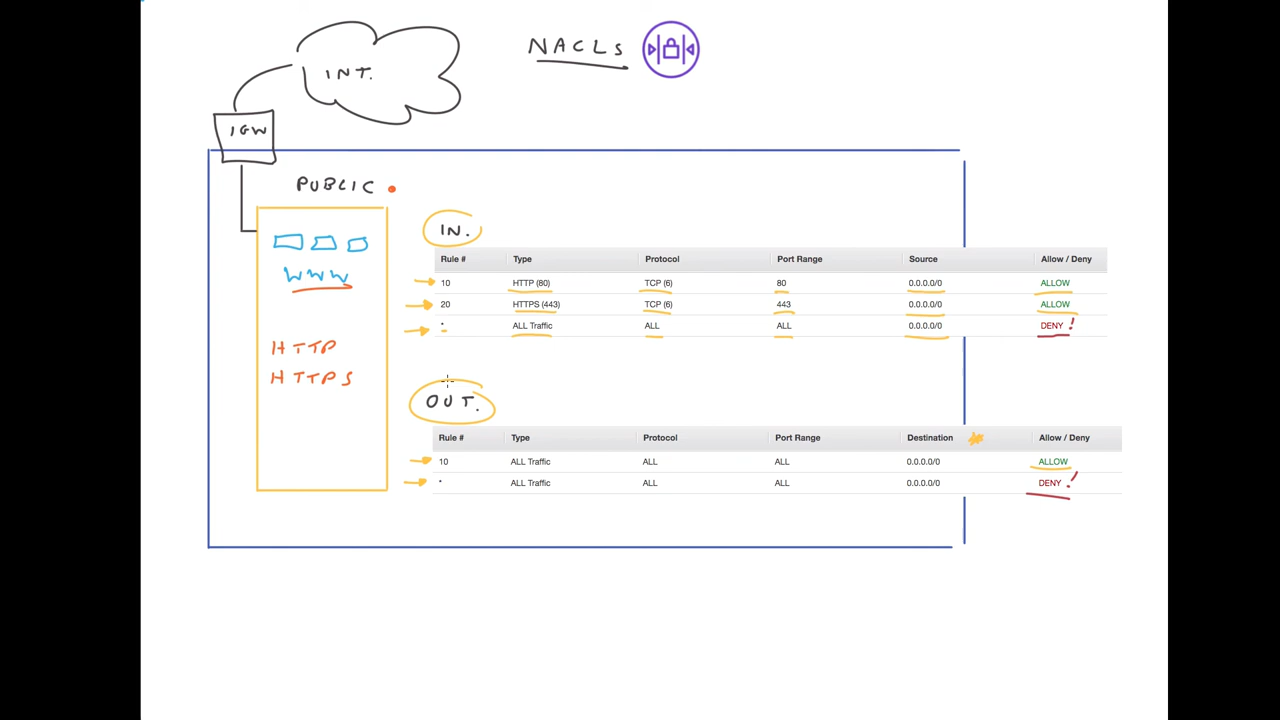 NACLs
INT.
IGW
PUBLIC
WWW
HTTP
HTTPS
IN.
Rule # Type Protocol Port Range Source Allow / Deny
10 HTTP (80) TCP (6) 80 0.0.0.0/0 ALLOW
20 HTTPS (443) TCP (6) 443 0.0.0.0/0 ALLOW
* ALL Traffic ALL ALL 0.0.0.0/0 DENY !
OUT.
Rule # Type Protocol Port Range Destination Allow / Deny
10 ALL Traffic ALL ALL 0.0.0.0/0 ALLOW
* ALL Traffic ALL ALL 0.0.0.0/0 DENY !